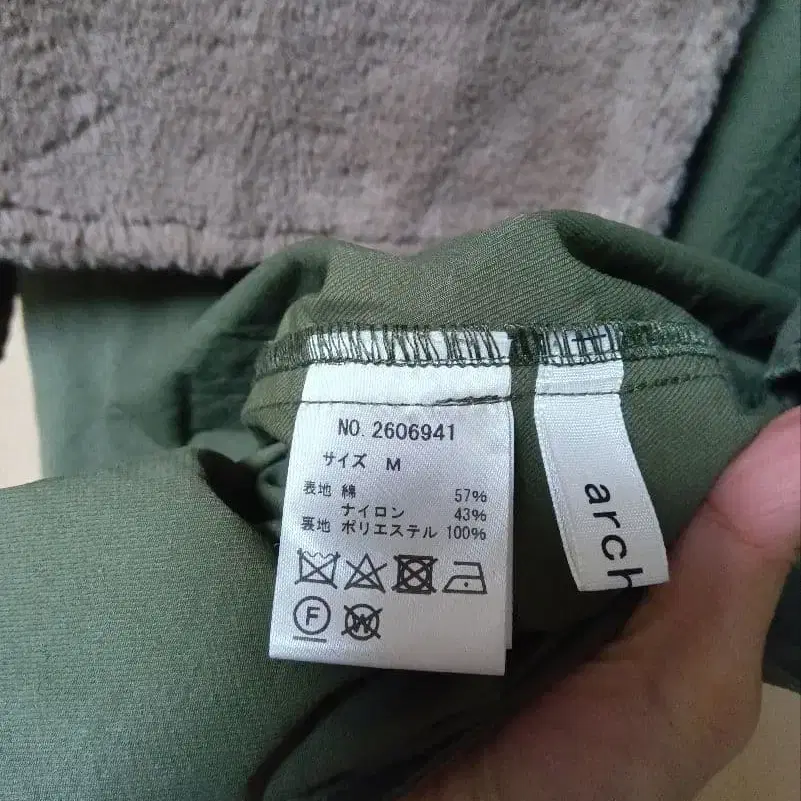 NO. 2606941
サイズ M
表地 綿 57%
ナイロン 43%
裏地 ポリエステル 100%
F
W
arch